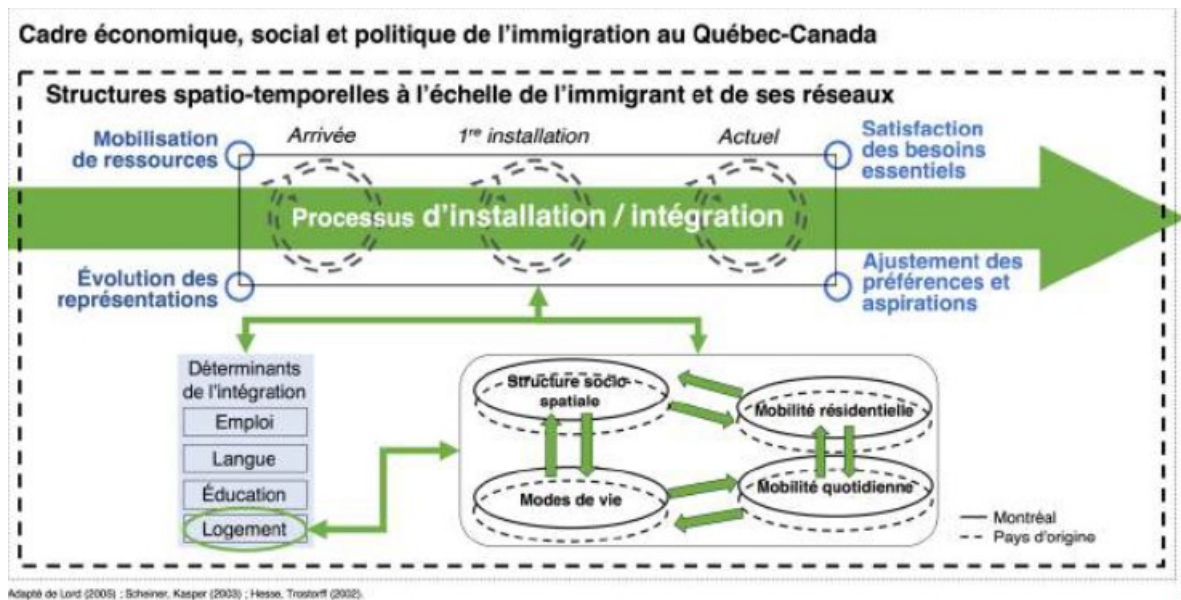 Cadre économique, social et politique de l'immigration au Québec-Canada
Structures spatio-temporelles à l'échelle de l'immigrant et de ses réseaux
Mobilisation
de ressources
Arrivée
1re installation
Actuel
Satisfaction
des besoins
essentiels
Processus d'installation / intégration
Évolution des
représentations
Ajustement des
préférences et
aspirations
Déterminants
de l'intégration
Emploi
Langue
Éducation
Logement
Structure socio-
spatiale
Mobilité résidentielle
Modes de vie
Mobilité quotidienne
Montréal
Pays d'origine
Adapté de Lord (2005) ; Scheiner, Kasper (2003) ; Hesse, Trostorff (2002).